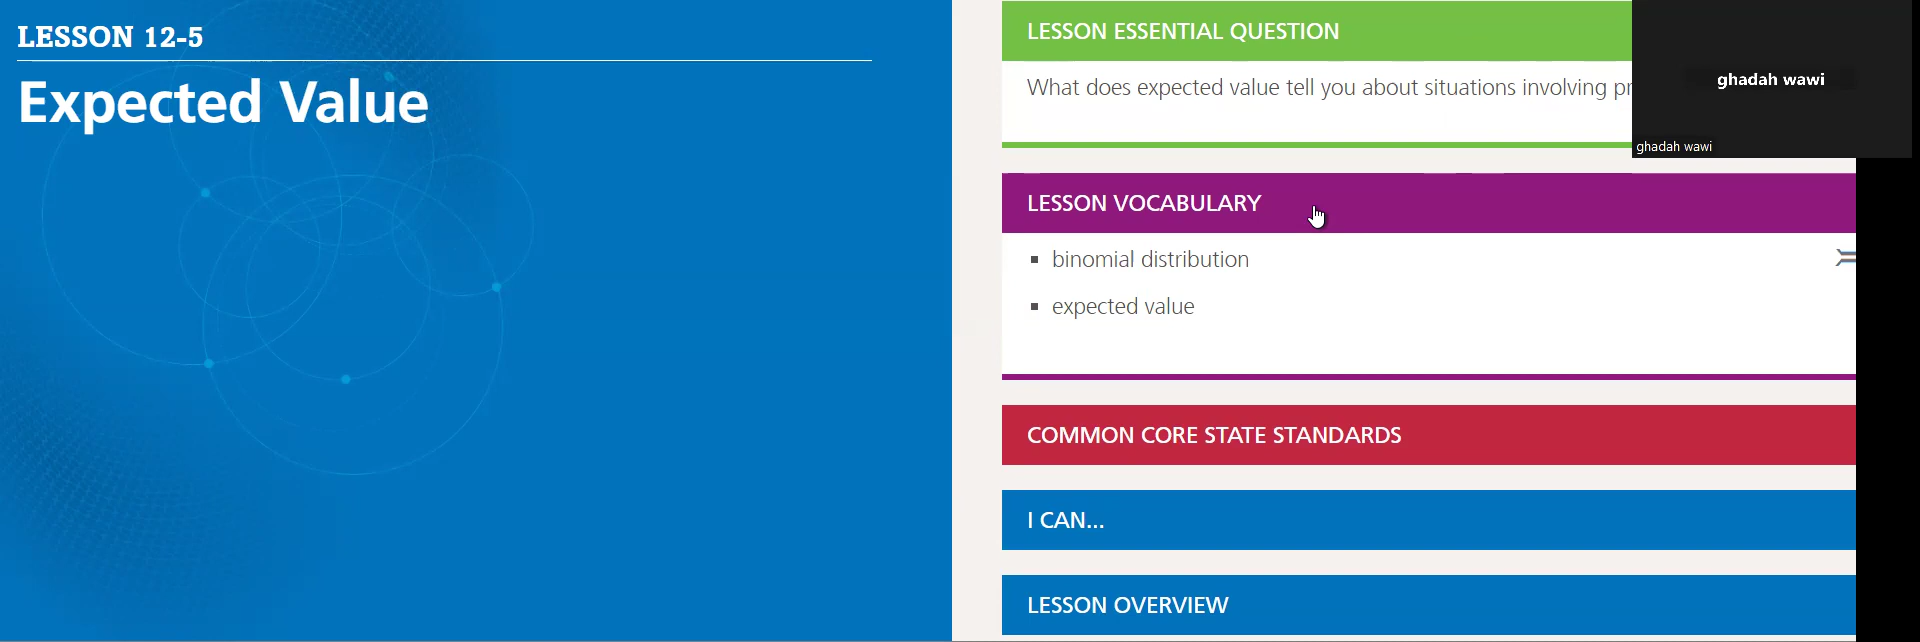 LESSON 12-5
Expected Value
LESSON ESSENTIAL QUESTION
What does expected value tell you about situations involving
LESSON VOCABULARY
▪ binomial distribution
▪ expected value
COMMON CORE STATE STANDARDS
I CAN...
LESSON OVERVIEW
ghadah wawi
ghadah wawi